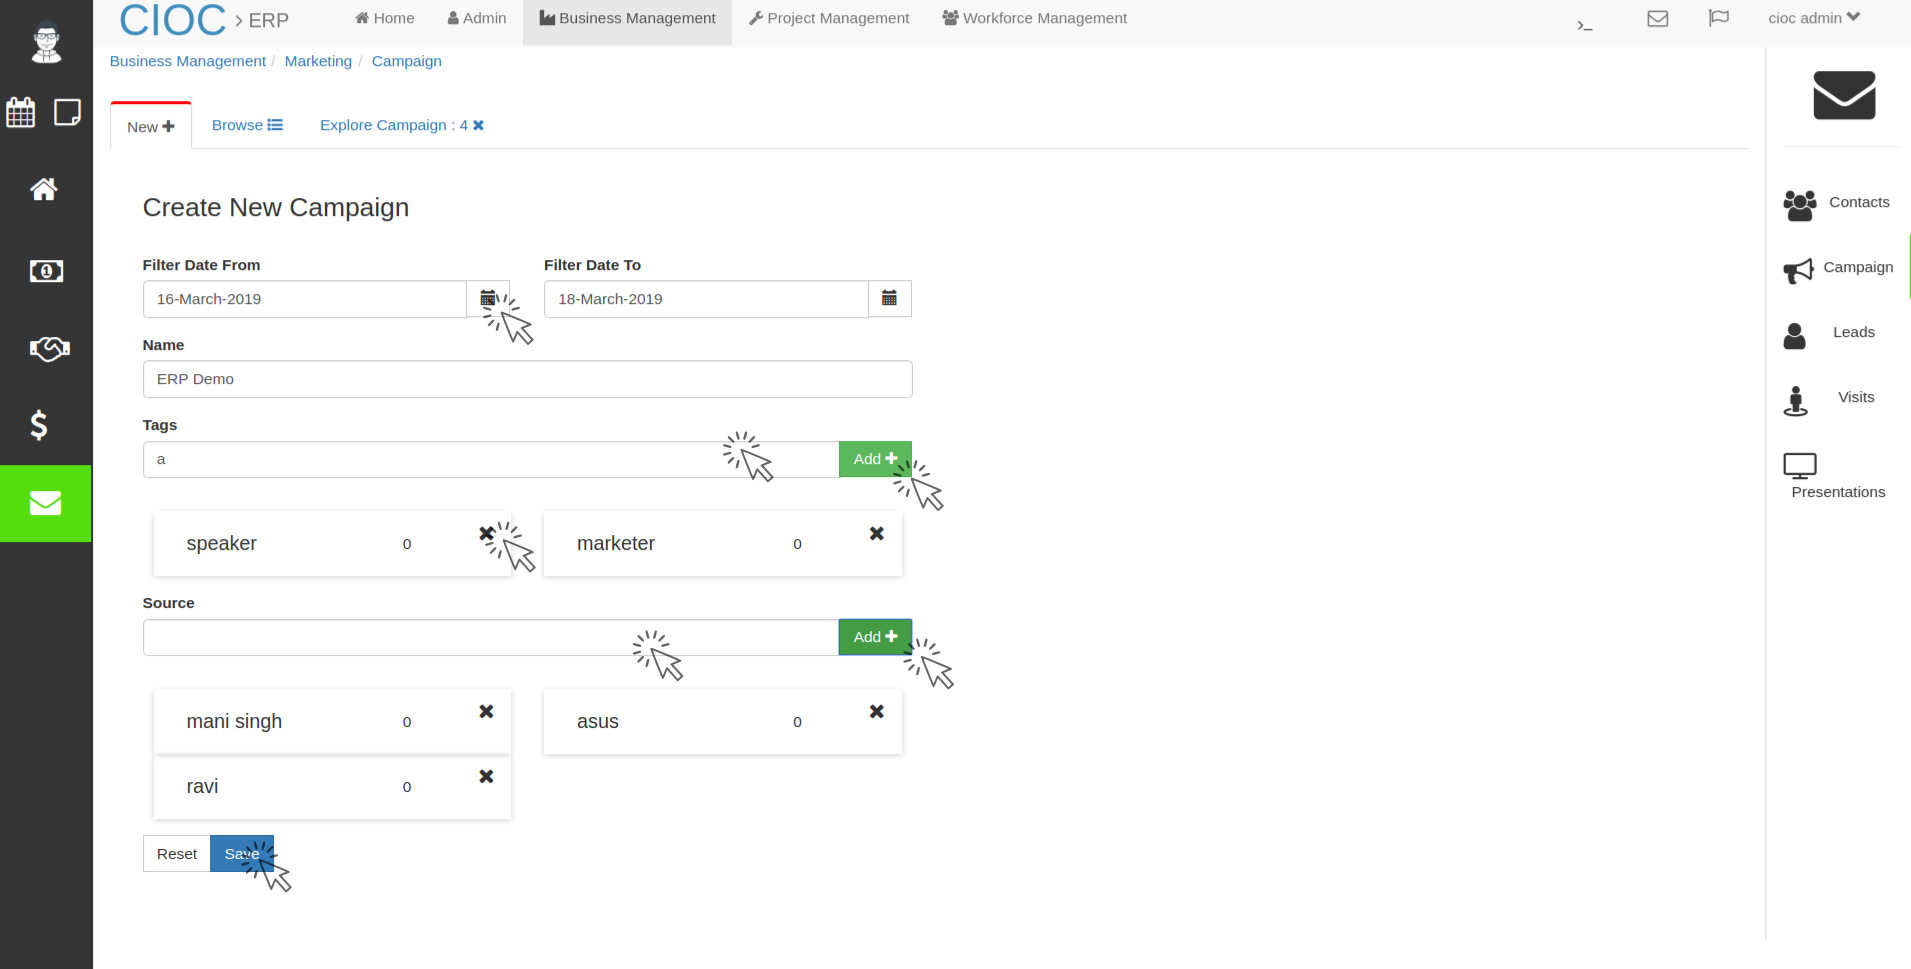 CIOC > ERP Home Admin Business Management Project Management Workforce Management >_ cioc admin
Business Management / Marketing / Campaign
New Browse Explore Campaign : 4
Create New Campaign
Filter Date From Filter Date To
16-March-2019 18-March-2019
Name
ERP Demo
Tags
a Add
speaker 0 marketer 0
Source
Add
mani singh 0 asus 0
ravi 0
Reset Save
Contacts
Campaign
Leads
Visits
Presentations